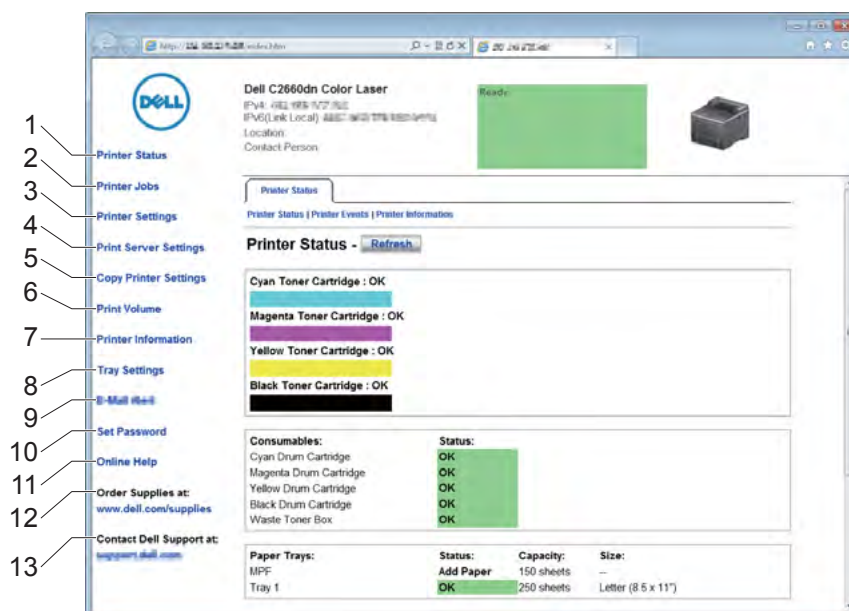 DELL
Dell C2660dn Color Laser
IPv4:
IPv6(Link Local):
Location:
Contact Person:
Ready
1
Printer Status
2
Printer Jobs
3
Printer Settings
4
Print Server Settings
5
Copy Printer Settings
6
Print Volume
7
Printer Information
8
Tray Settings
9
E-Mail
10
Set Password
11
Online Help
12
Order Supplies at:
www.dell.com/supplies
13
Contact Dell Support at:
support.dell.com
Printer Status
Printer Status | Printer Events | Printer Information
Printer Status - Refresh
Cyan Toner Cartridge : OK
Magenta Toner Cartridge : OK
Yellow Toner Cartridge : OK
Black Toner Cartridge : OK
Consumables: Status:
Cyan Drum Cartridge OK
Magenta Drum Cartridge OK
Yellow Drum Cartridge OK
Black Drum Cartridge OK
Waste Toner Box OK
Paper Trays: Status: Capacity: Size:
MPF Add Paper 150 sheets --
Tray 1 OK 250 sheets Letter (8.5 x 11")